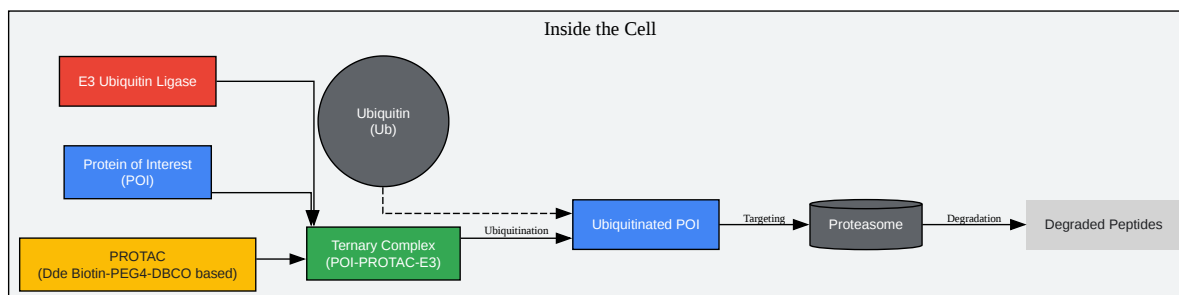 Inside the Cell
E3 Ubiquitin Ligase
Ubiquitin
(Ub)
Protein of Interest
(POI)
PROTAC
(Dde Biotin-PEG4-DBCO based)
Ternary Complex
(POI-PROTAC-E3)
Ubiquitination
Ubiquitinated POI
Targeting
Proteasome
Degradation
Degraded Peptides